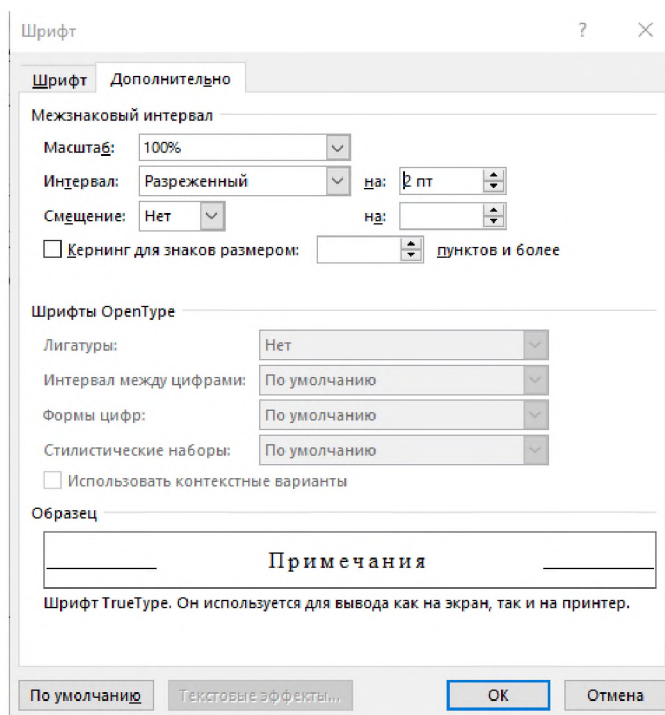 Шрифт ?
Шрифт Дополнительно
Межзнаковый интервал
Масштаб: 100%
Интервал: Разреженный на: 2 пт
Смещение: Нет на:
Кернинг для знаков размером: пунктов и более
Шрифты OpenType
Лигатуры: Нет
Интервал между цифрами: По умолчанию
Формы цифр: По умолчанию
Стилистические наборы: По умолчанию
Использовать контекстные варианты
Образец
Примечания
Шрифт TrueType. Он используется для вывода как на экран, так и на принтер.
По умолчанию Текстовые эффекты... ОК Отмена